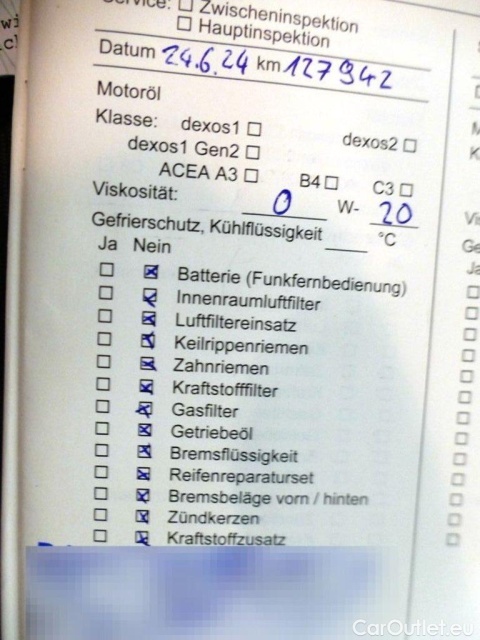 wi
Service: ☐ Zwischeninspektion
☐ Hauptinspektion
Datum 24.6.24 km 127942
Motoröl
Klasse: dexos1 ☐ dexos2 ☐
dexos1 Gen2 ☐
ACEA A3 ☐ B4 ☐ C3 ☐
Viskosität: 0 W- 20
Gefrierschutz, Kühlflüssigkeit ____ °C
Ja Nein
☐ ☒ Batterie (Funkfernbedienung)
☐ ☒ Innenraumluftfilter
☐ ☒ Luftfiltereinsatz
☐ ☒ Keilrippenriemen
☐ ☒ Zahnriemen
☐ ☒ Kraftstofffilter
☐ ☒ Gasfilter
☐ ☒ Getriebeöl
☐ ☒ Bremsflüssigkeit
☐ ☒ Reifenreparaturset
☐ ☒ Bremsbeläge vorn / hinten
☐ ☒ Zündkerzen
☐ ☒ Kraftstoffzusatz
CarOutlet.eu